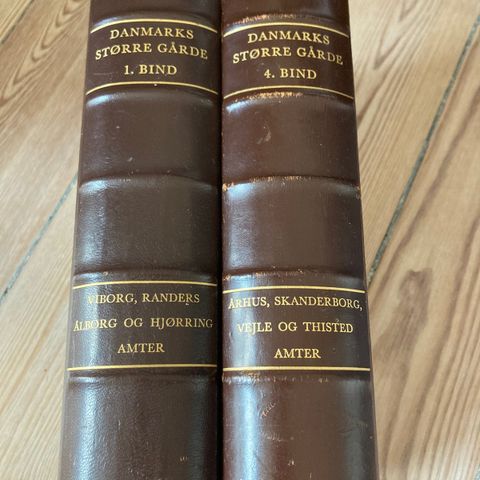 DANMARKS
STØRRE GÅRDE
1. BIND
VIBORG, RANDERS
ÅLBORG OG HJØRRING
AMTER
DANMARKS
STØRRE GÅRDE
4. BIND
ÅRHUS, SKANDERBORG,
VEJLE OG THISTED
AMTER